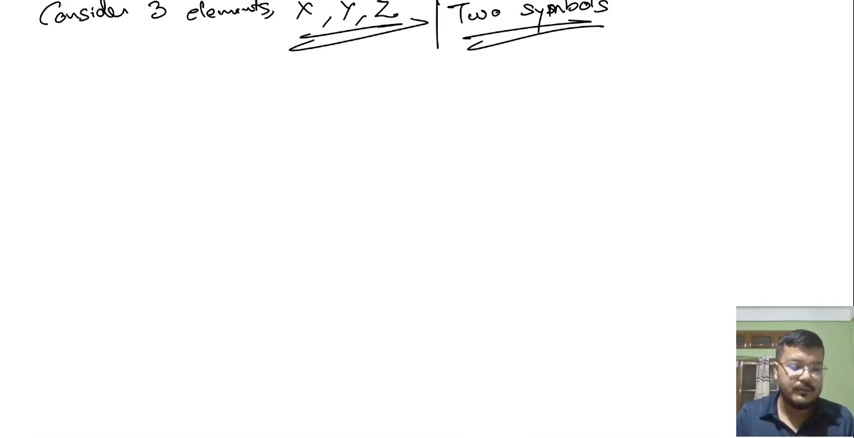 Consider 3 elements, X, Y, Z | Two symbols